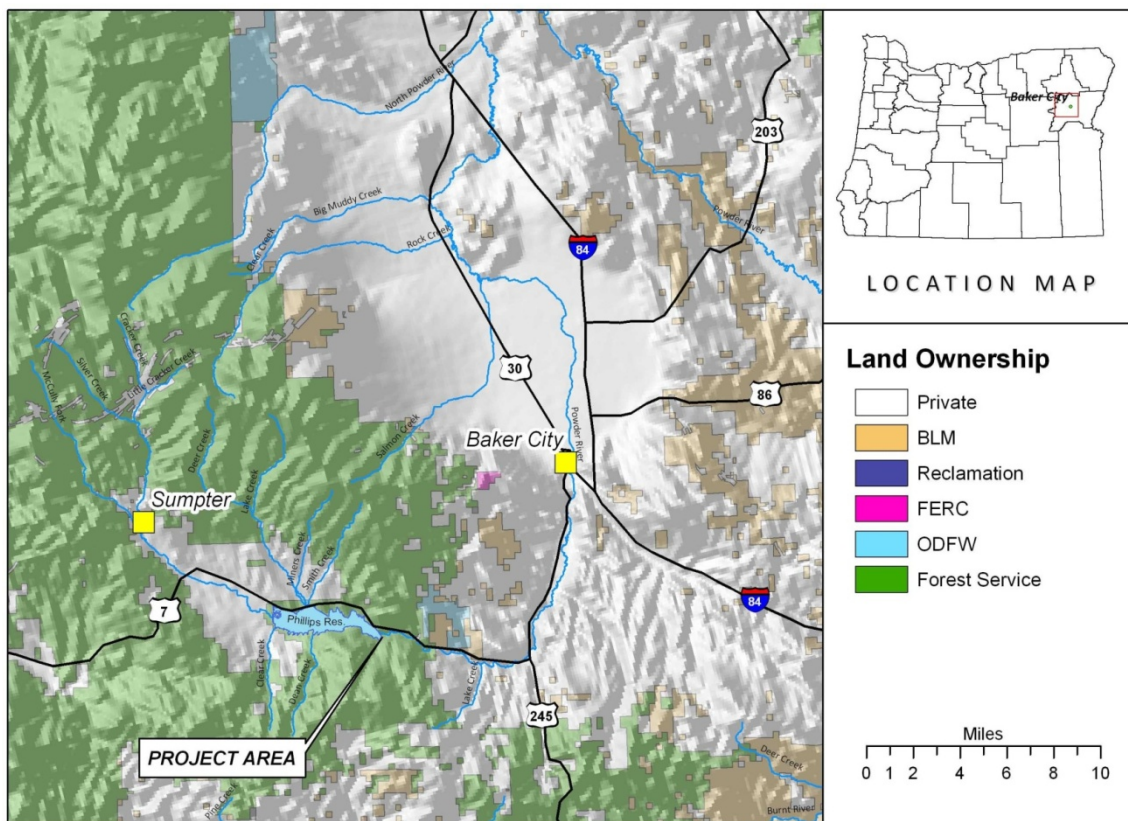 North Powder River
Big Muddy Creek
Rock Creek
Clear Creek
Powder River
203
84
30
86
Cracker Creek
Little Cracker Creek
Silver Creek
McCully Fork
Deer Creek
Lake Creek
Salmon Creek
Powder River
Baker City
Sumpter
Miners Creek
Smith Creek
7
Phillips Res
Clear Creek
Dean Creek
Lake Creek
84
245
PROJECT AREA
Deer Creek
Burnt River
Pine Creek
Baker City
LOCATION MAP
Land Ownership
Private
BLM
Reclamation
FERC
ODFW
Forest Service
Miles
0 1 2 4 6 8 10